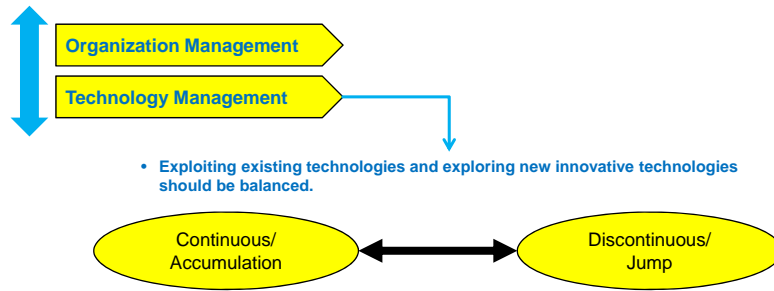 Organization Management
Technology Management
• Exploiting existing technologies and exploring new innovative technologies
should be balanced.
Continuous/
Accumulation
Discontinuous/
Jump